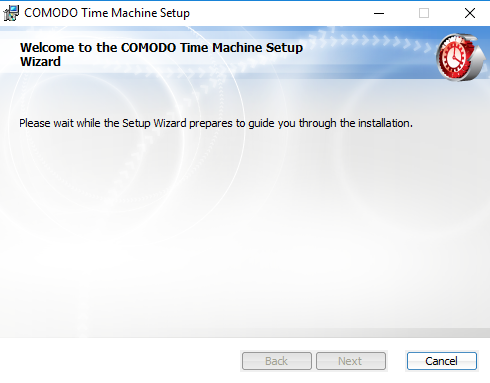 COMODO Time Machine Setup
Welcome to the COMODO Time Machine Setup
Wizard
Please wait while the Setup Wizard prepares to guide you through the installation.
Back Next Cancel